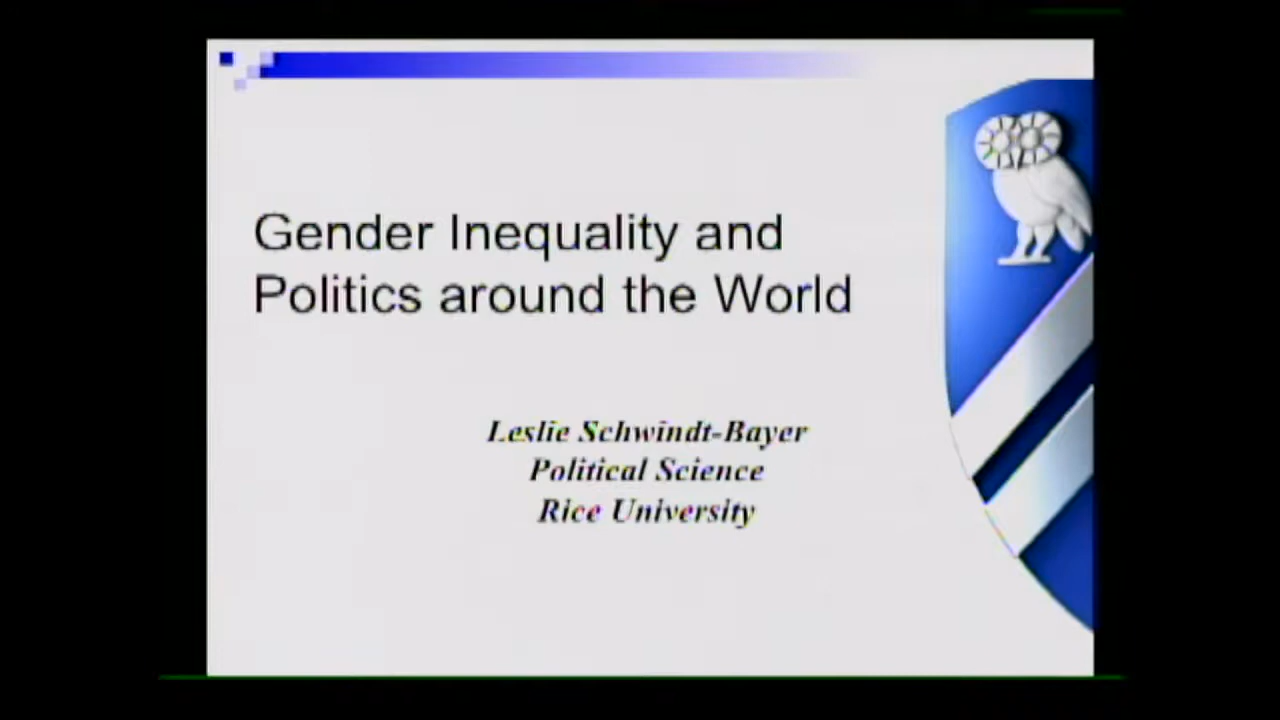 Gender Inequality and
Politics around the World
Leslie Schwindt-Bayer
Political Science
Rice University